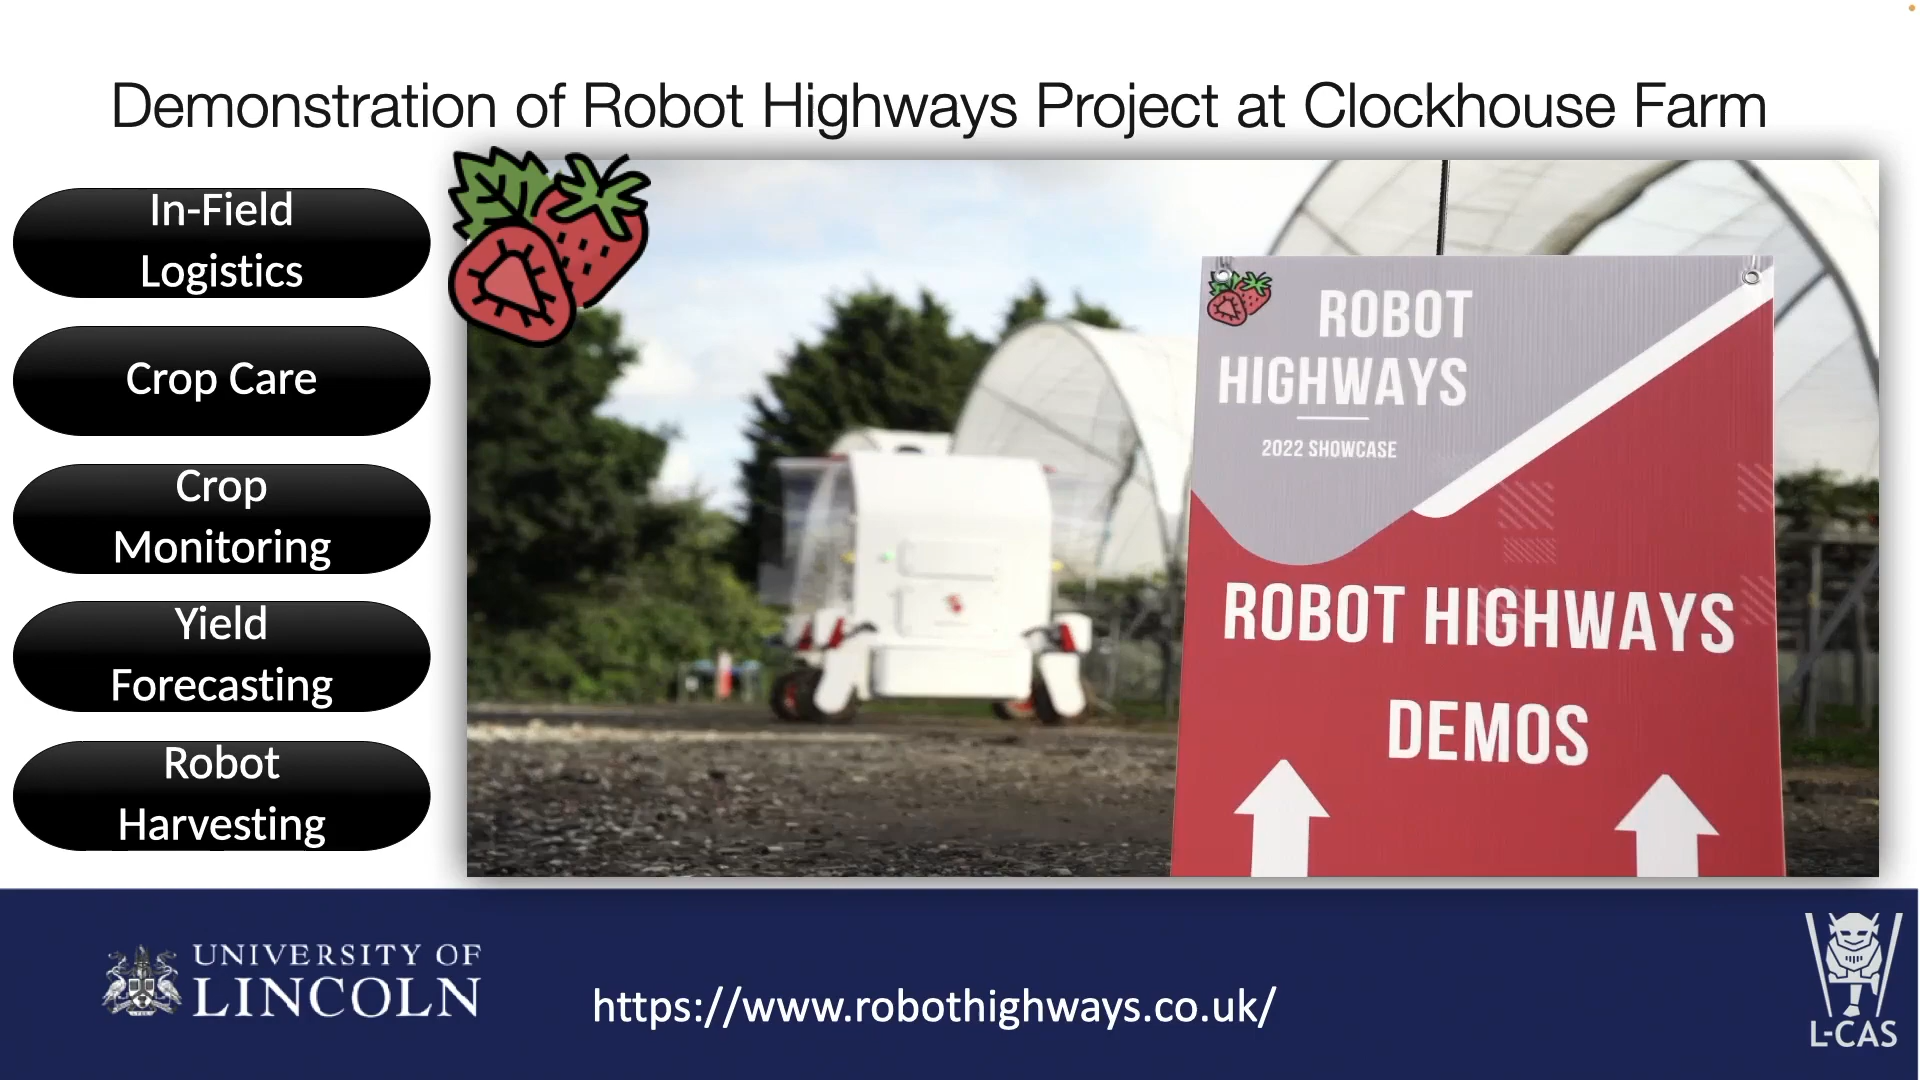 Demonstration of Robot Highways Project at Clockhouse Farm
In-Field
Logistics
Crop Care
Crop
Monitoring
Yield
Forecasting
Robot
Harvesting
ROBOT
HIGHWAYS
2022 SHOWCASE
ROBOT HIGHWAYS
DEMOS
UNIVERSITY OF
LINCOLN
https://www.robothighways.co.uk/
L-CAS